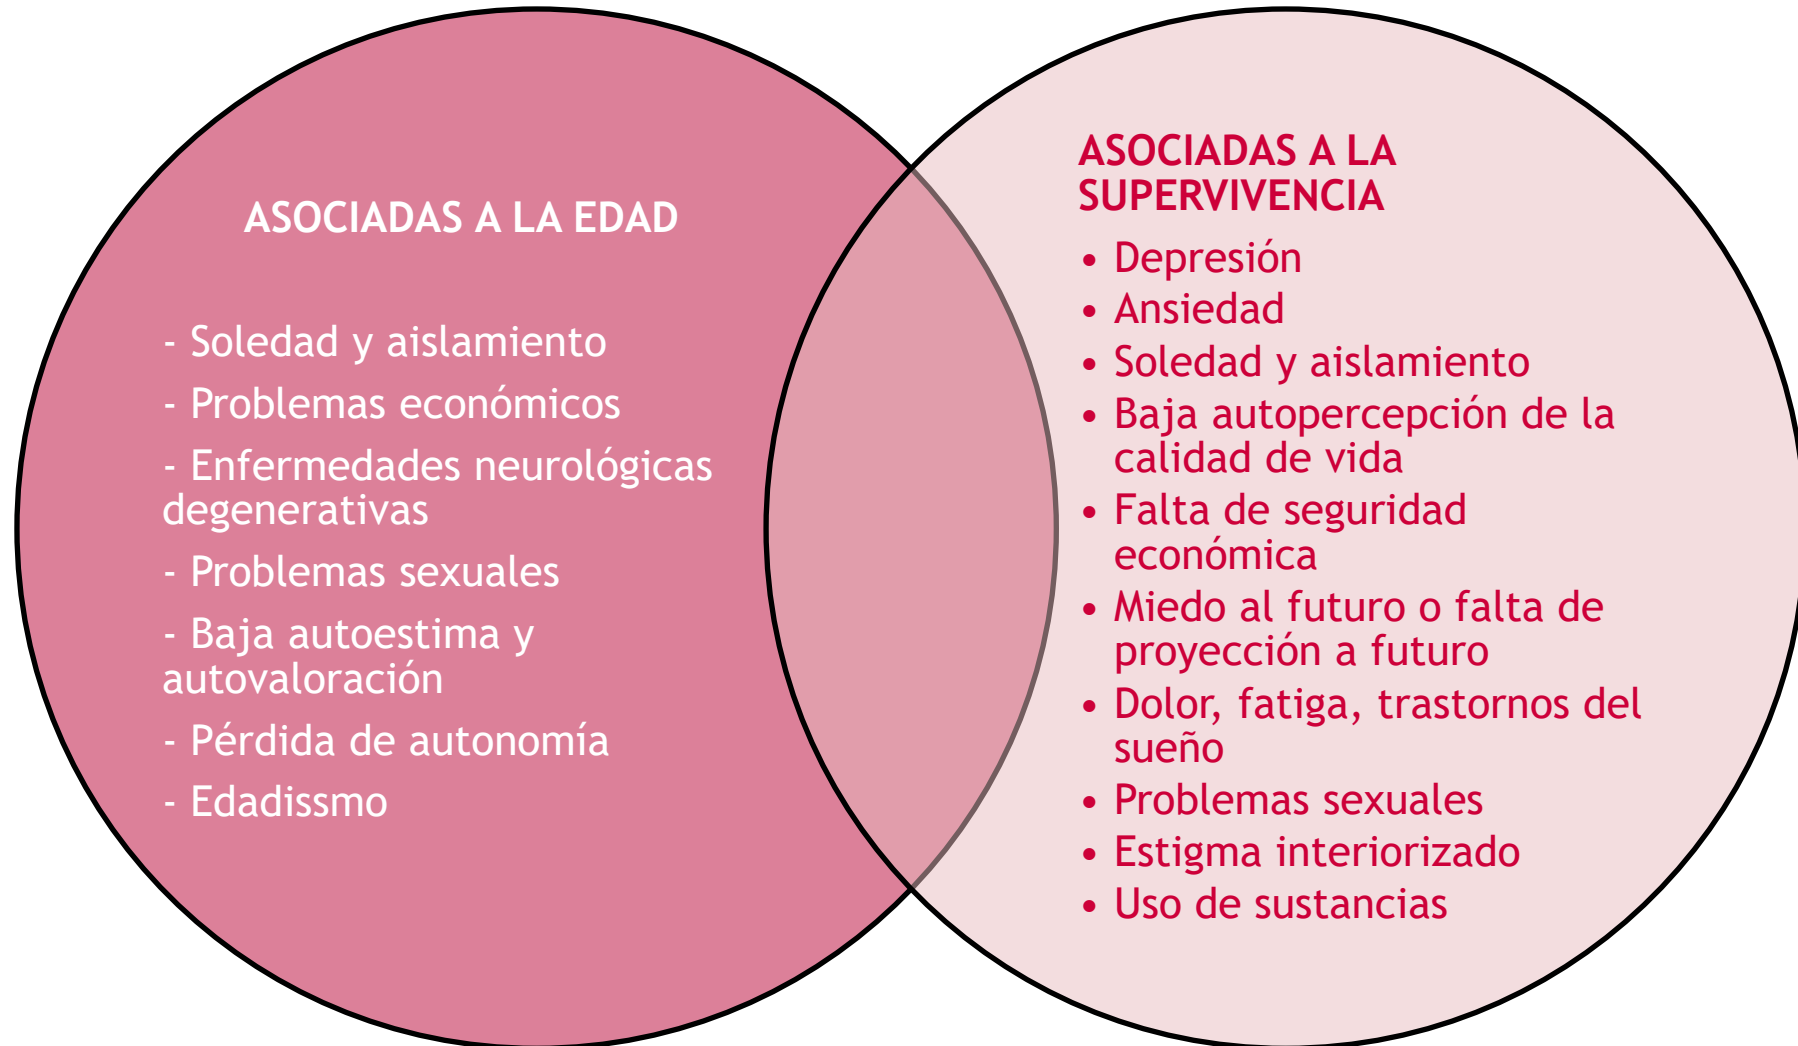 ASOCIADAS A LA EDAD
- Soledad y aislamiento
- Problemas económicos
- Enfermedades neurológicas
degenerativas
- Problemas sexuales
- Baja autoestima y
autovaloración
- Pérdida de autonomía
- Edadissmo
ASOCIADAS A LA
SUPERVIVENCIA
• Depresión
• Ansiedad
• Soledad y aislamiento
• Baja autopercepción de la
calidad de vida
• Falta de seguridad
económica
• Miedo al futuro o falta de
proyección a futuro
• Dolor, fatiga, trastornos del
sueño
• Problemas sexuales
• Estigma interiorizado
• Uso de sustancias